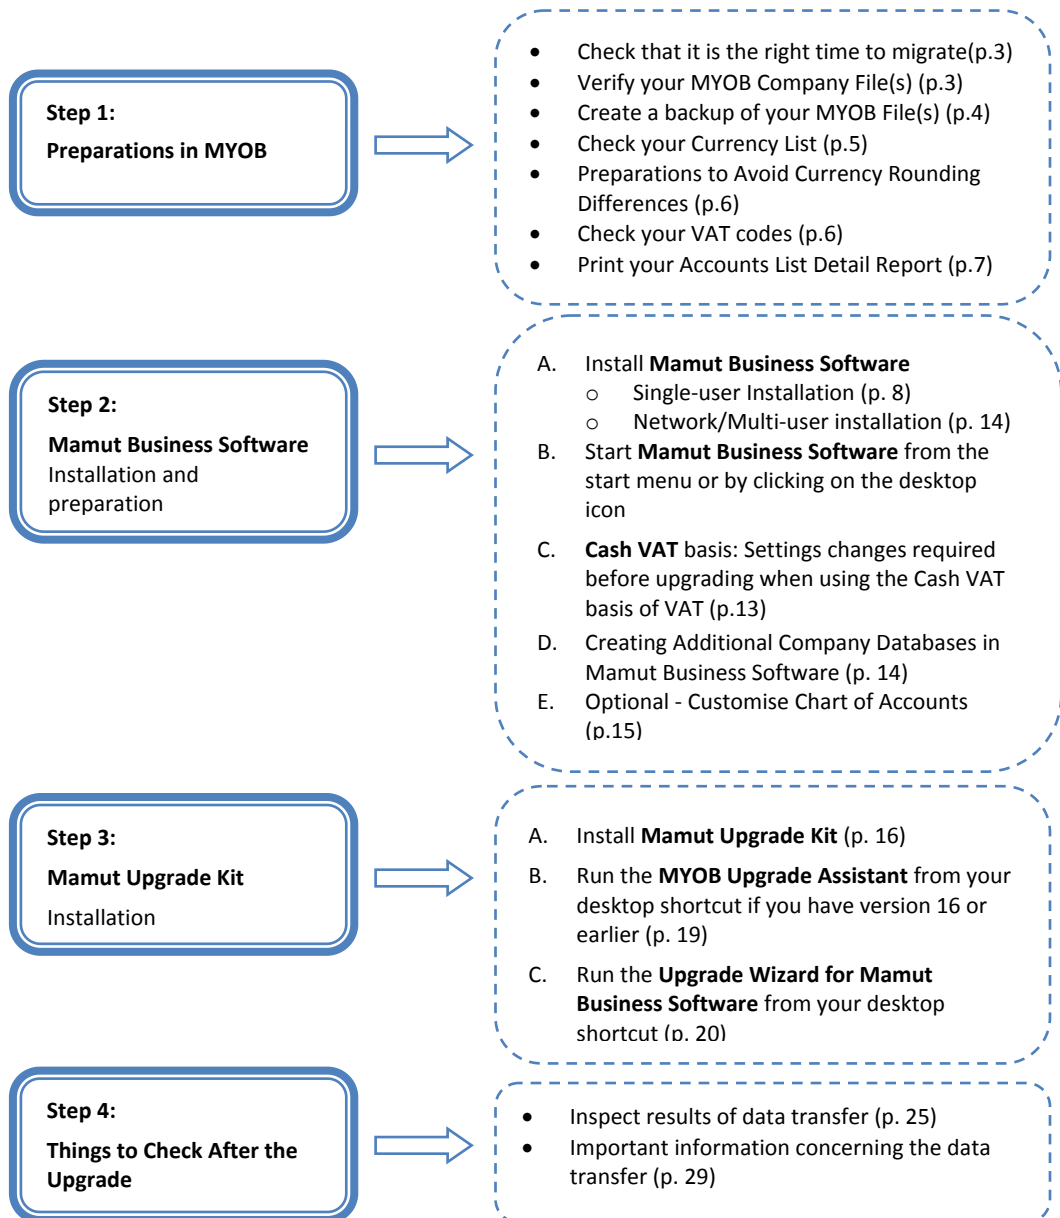 Step 1:
Preparations in MYOB
• Check that it is the right time to migrate(p.3)
• Verify your MYOB Company File(s) (p.3)
• Create a backup of your MYOB File(s) (p.4)
• Check your Currency List (p.5)
• Preparations to Avoid Currency Rounding
Differences (p.6)
• Check your VAT codes (p.6)
• Print your Accounts List Detail Report (p.7)
Step 2:
Mamut Business Software
Installation and
preparation
A. Install Mamut Business Software
o Single-user Installation (p. 8)
o Network/Multi-user installation (p. 14)
B. Start Mamut Business Software from the
start menu or by clicking on the desktop
icon
C. Cash VAT basis: Settings changes required
before upgrading when using the Cash VAT
basis of VAT (p.13)
D. Creating Additional Company Databases in
Mamut Business Software (p. 14)
E. Optional - Customise Chart of Accounts
(p.15)
Step 3:
Mamut Upgrade Kit
Installation
A. Install Mamut Upgrade Kit (p. 16)
B. Run the MYOB Upgrade Assistant from your
desktop shortcut if you have version 16 or
earlier (p. 19)
C. Run the Upgrade Wizard for Mamut
Business Software from your desktop
shortcut (p. 20)
Step 4:
Things to Check After the
Upgrade
• Inspect results of data transfer (p. 25)
• Important information concerning the data
transfer (p. 29)